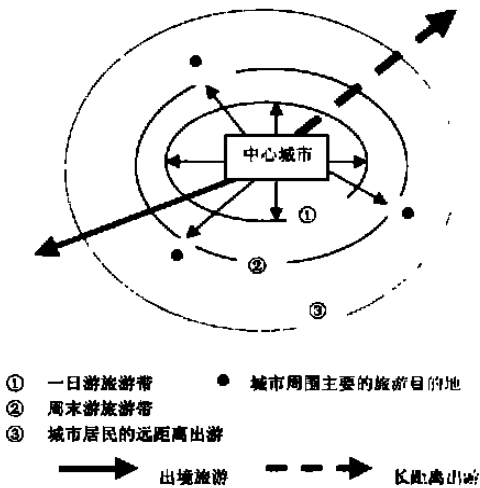 中心城市
①
②
③
① 一日游旅游带 ● 城市周围主要的旅游目的地
② 周末游旅游带
③ 城市居民的远距离出游
出境旅游 长距离出游